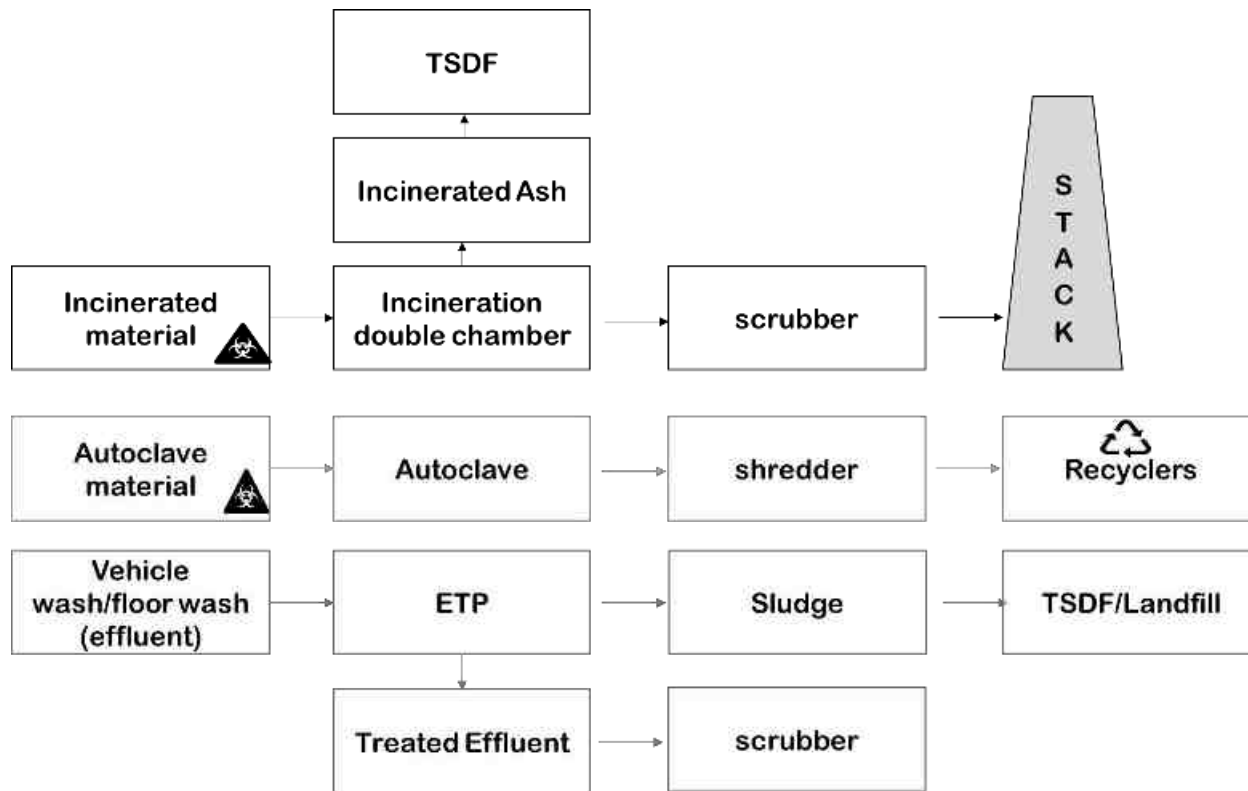 TSDF
Incinerated Ash
Incinerated
material
Incineration
double chamber
scrubber
STACK
Autoclave
material
Autoclave
shredder
Recyclers
Vehicle
wash/floor wash
(effluent)
ETP
Sludge
TSDF/Landfill
Treated Effluent
scrubber